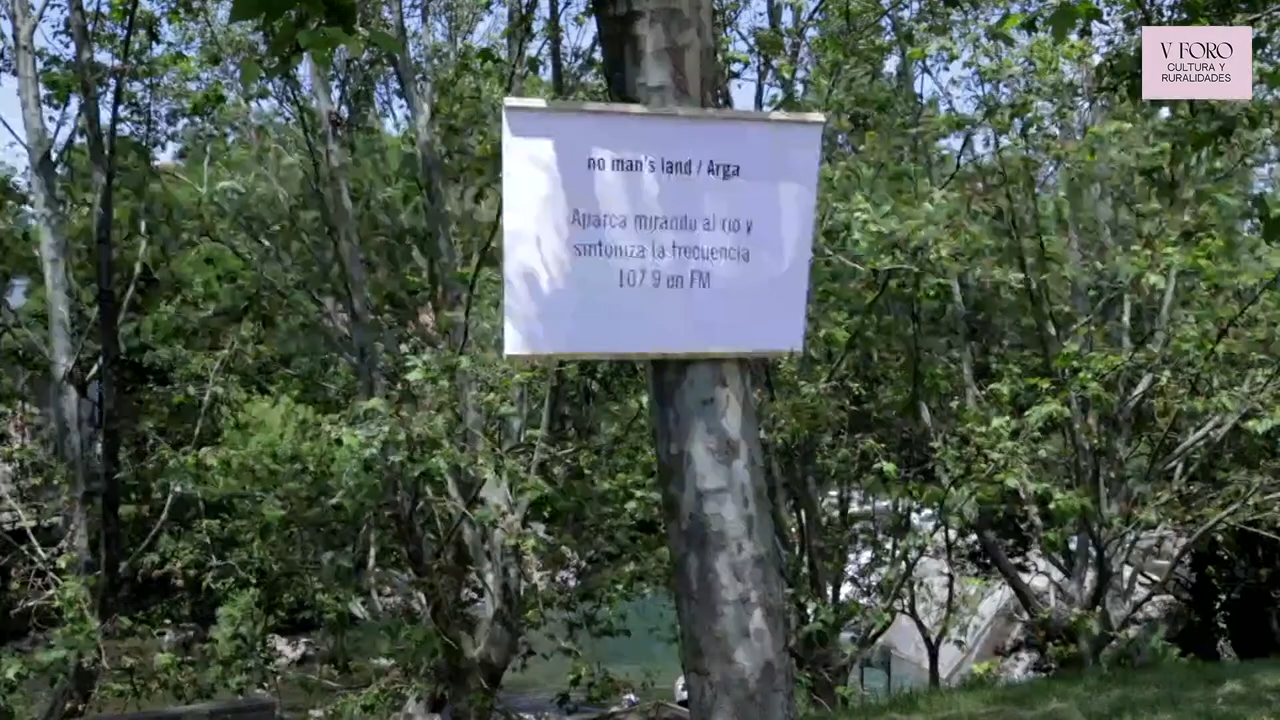 V FORO
CULTURA Y
RURALIDADES
no man's land / Arga
Aparca mirando al río y
sintoniza la frecuencia
107.9 en FM